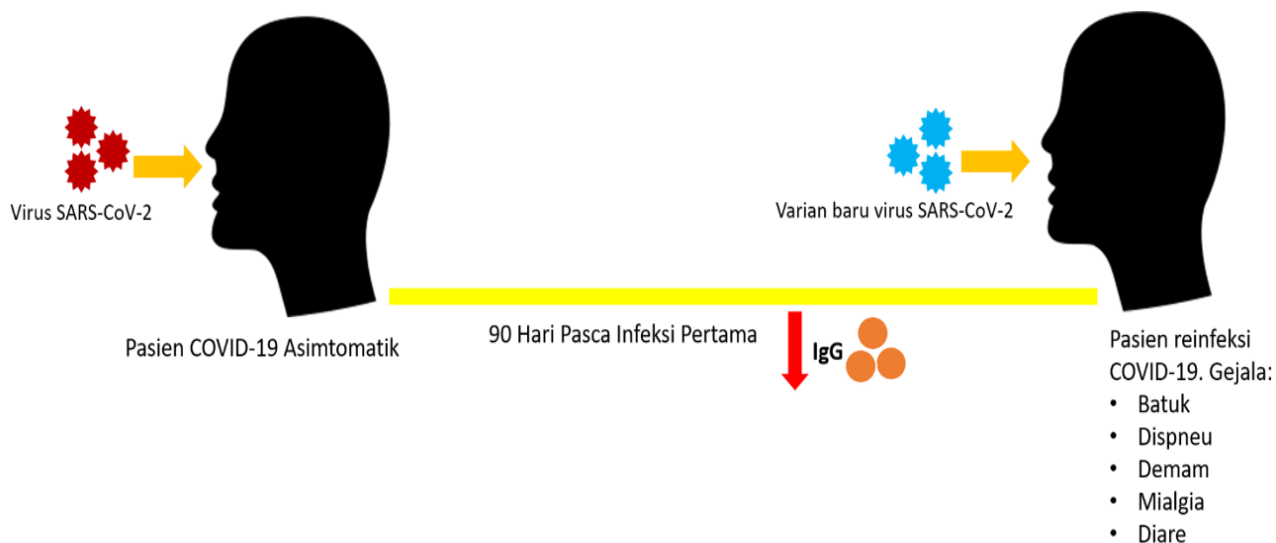 Virus SARS-CoV-2
Pasien COVID-19 Asimtomatik
90 Hari Pasca Infeksi Pertama
IgG
Varian baru virus SARS-CoV-2
Pasien reinfeksi
COVID-19. Gejala:
• Batuk
• Dispneu
• Demam
• Mialgia
• Diare